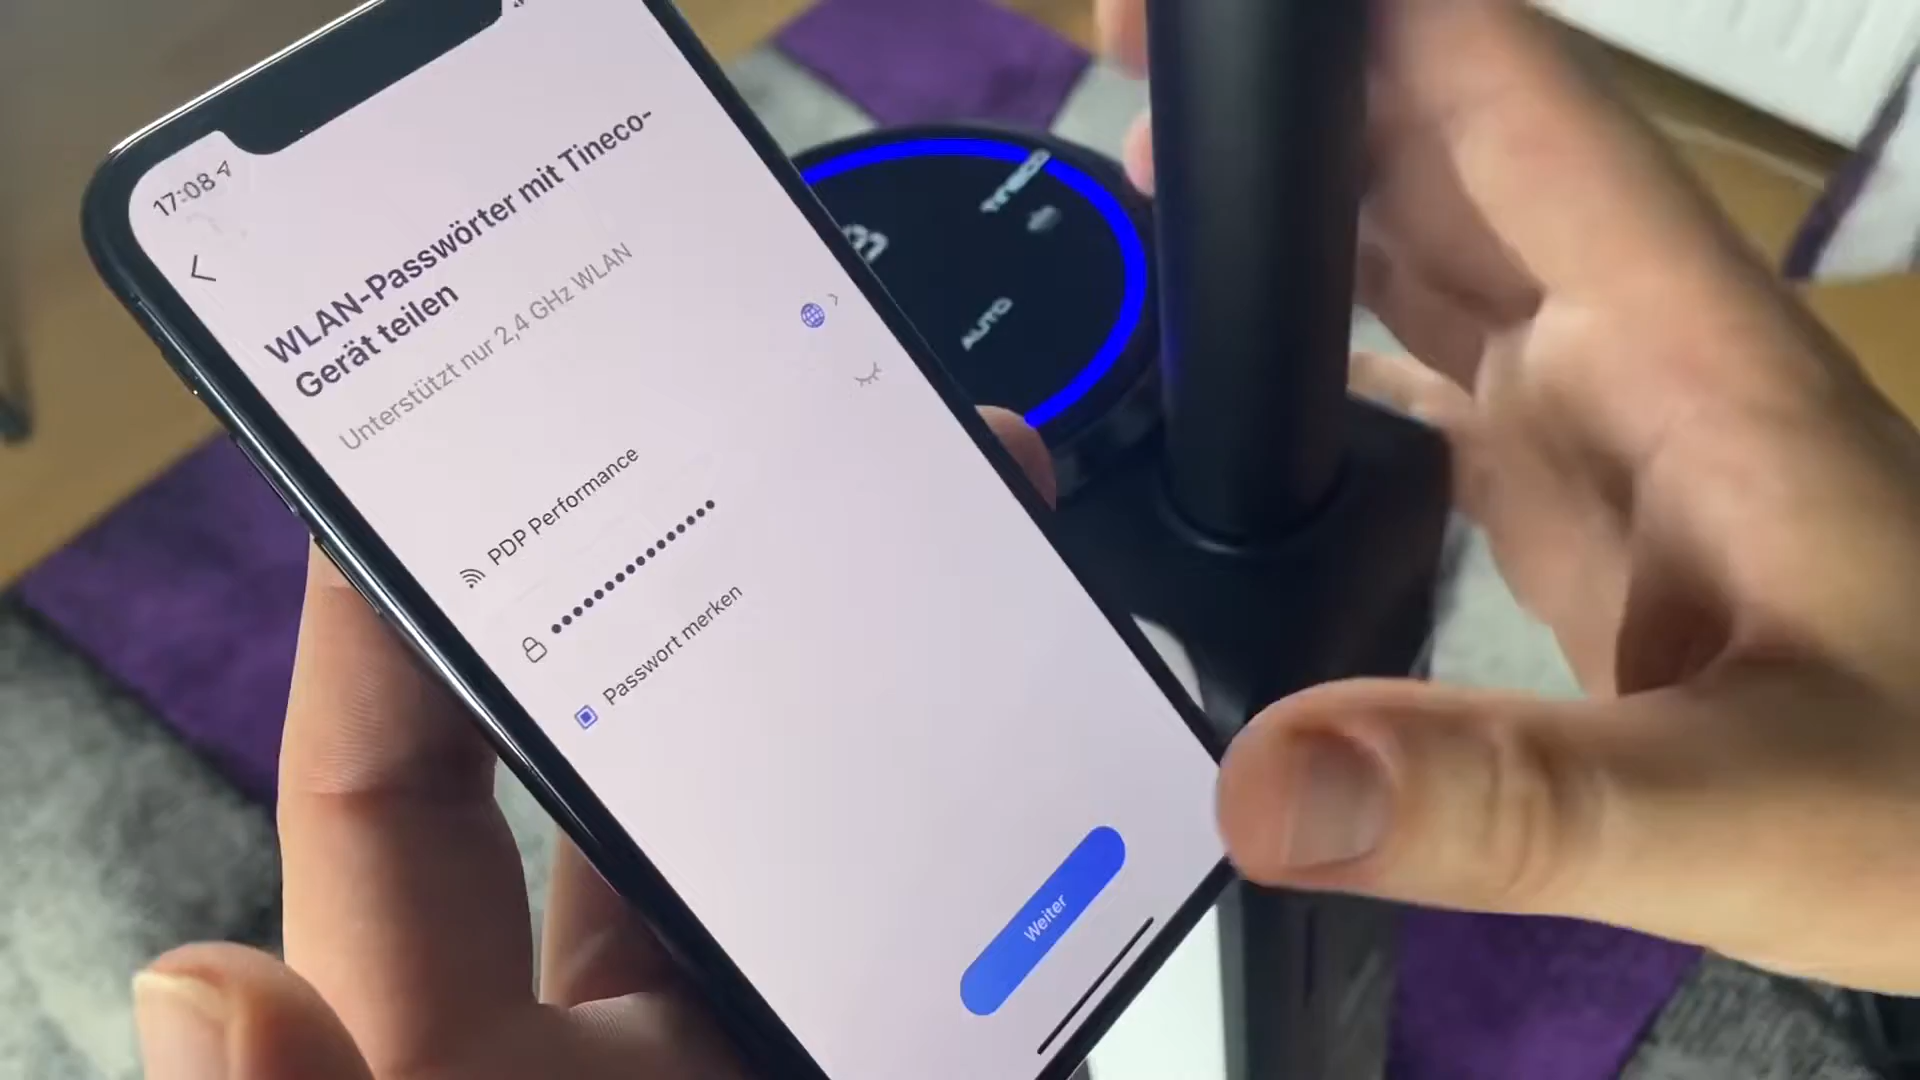 17:08
WLAN-Passwörter mit Tineco-
Gerät teilen
Unterstützt nur 2,4 GHz WLAN
PDP Performance
••••••••••••••••
Passwort merken
Weiter
TINECO
AUTO